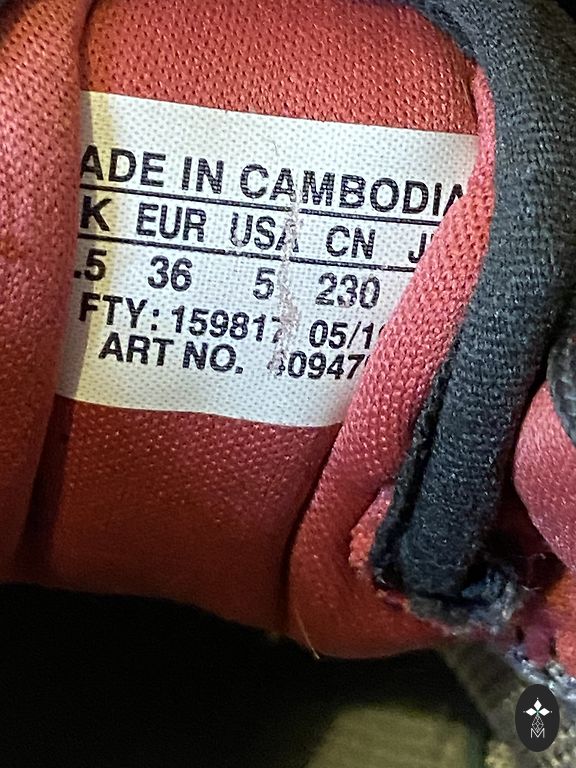 ADE IN CAMBODIA
K EUR USA CN J
.5 36 5 230
FTY: 159817 05/1
ART NO. 40947
M